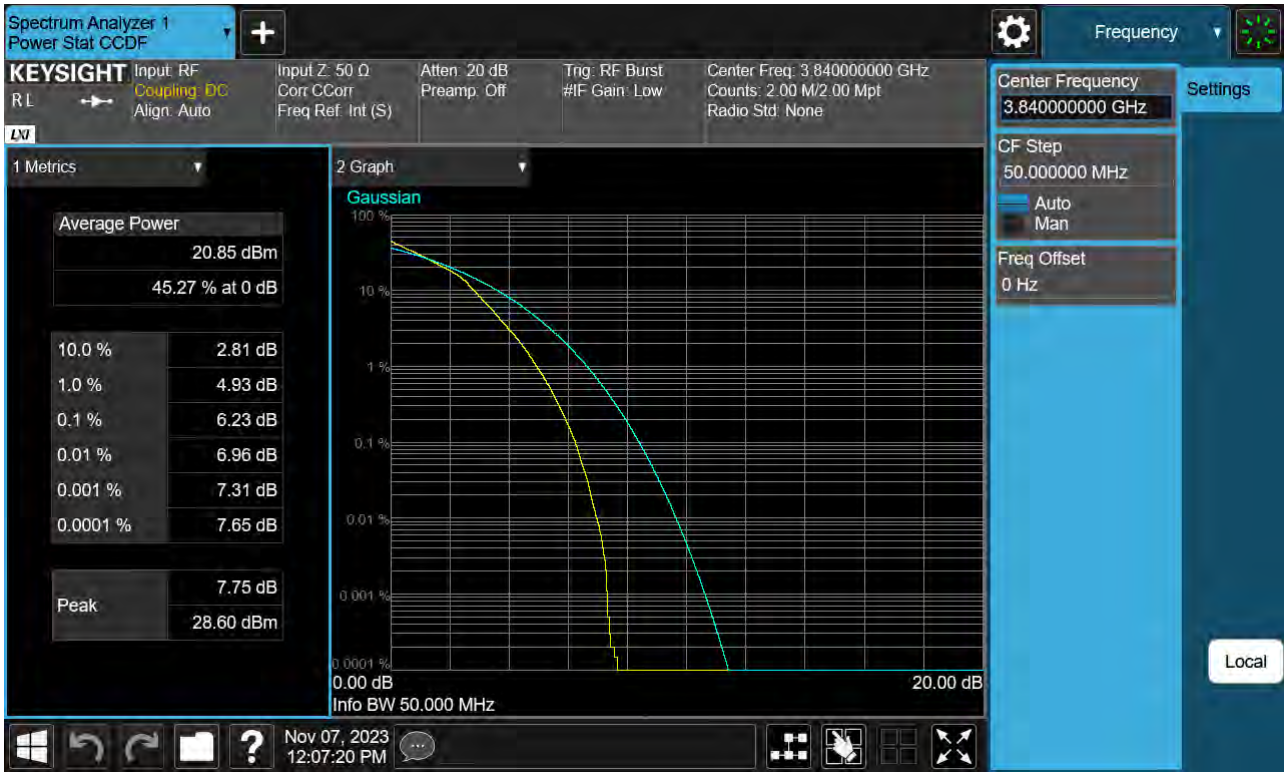 Spectrum Analyzer 1
Power Stat CCDF
Frequency
KEYSIGHT
RL
LXI
Input: RF
Coupling: DC
Align: Auto
Input Z: 50 Ω
Corr CCorr
Freq Ref: Int (S)
Atten: 20 dB
Preamp: Off
Trig: RF Burst
#IF Gain: Low
Center Freq: 3.840000000 GHz
Counts: 2.00 M/2.00 Mpt
Radio Std: None
Center Frequency
3.840000000 GHz
Settings
CF Step
50.000000 MHz
Auto
Man
Freq Offset
0 Hz
Local
1 Metrics
Average Power
20.85 dBm
45.27 % at 0 dB
10.0 % 2.81 dB
1.0 % 4.93 dB
0.1 % 6.23 dB
0.01 % 6.96 dB
0.001 % 7.31 dB
0.0001 % 7.65 dB
Peak
7.75 dB
28.60 dBm
2 Graph
Gaussian
100 %
10 %
1 %
0.1 %
0.01 %
0.001 %
0.0001 %
0.00 dB 20.00 dB
Info BW 50.000 MHz
?
Nov 07, 2023
12:07:20 PM